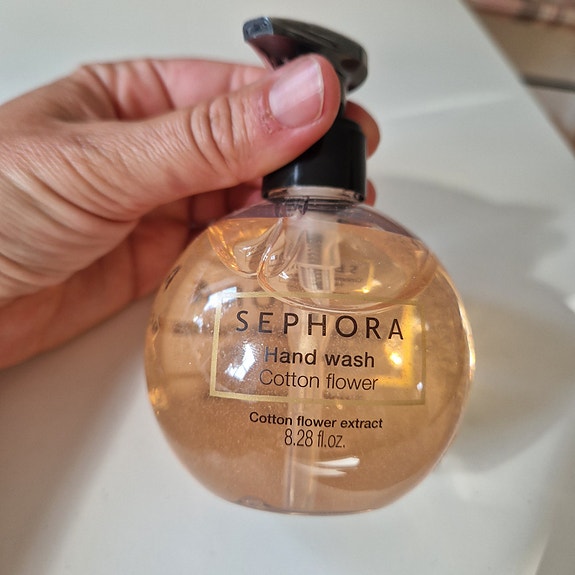 SEPHORA
Hand wash
Cotton flower
Cotton flower extract
8.28 fl.oz.